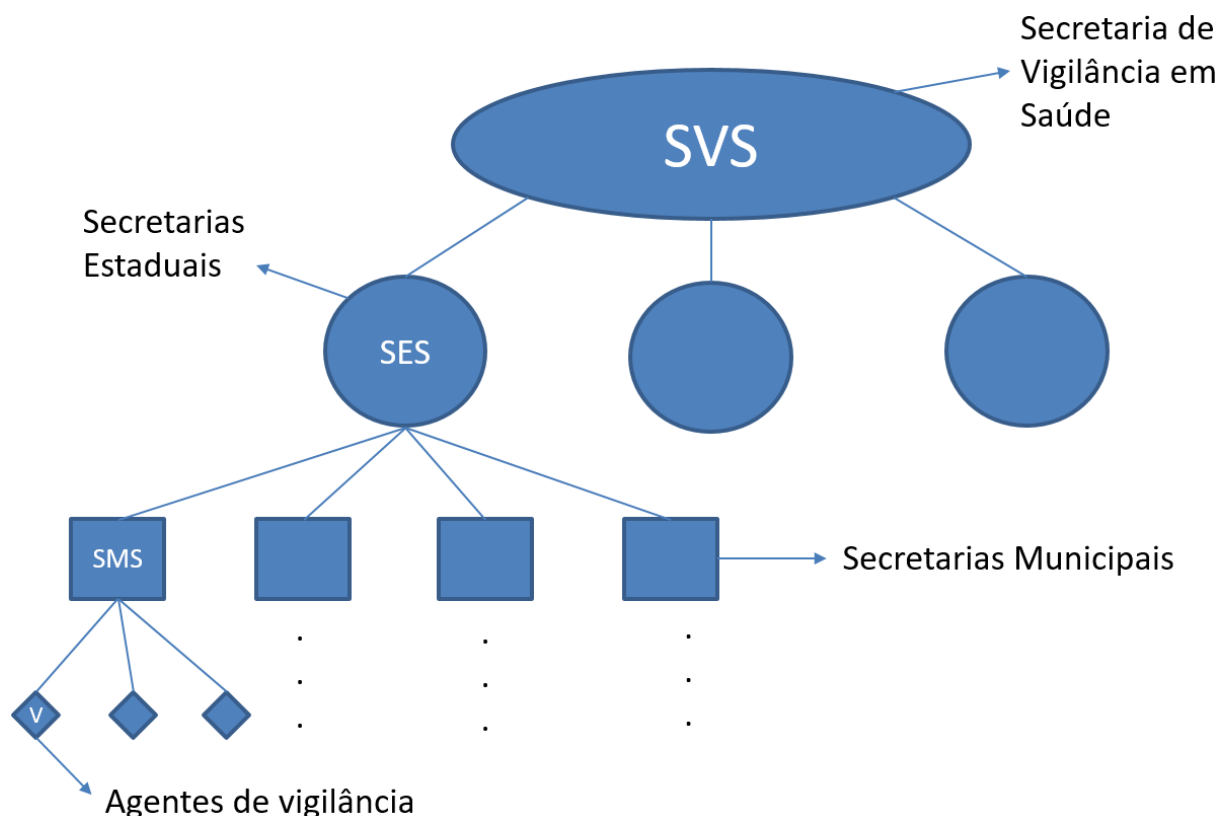 Secretaria de
Vigilância em
Saúde
SVS
Secretarias
Estaduais
SES
SMS
Secretarias Municipais
V
Agentes de vigilância